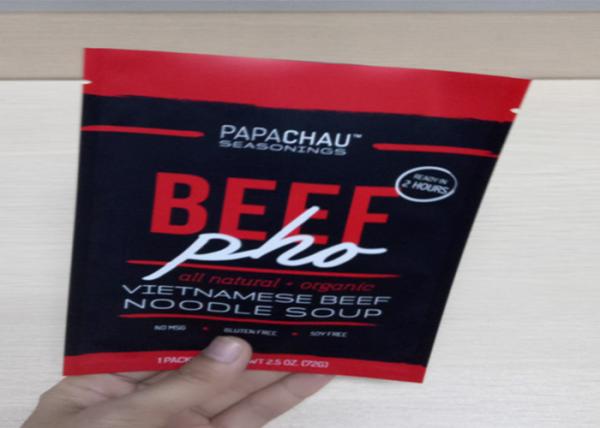 PAPACHAU™
SEASONINGS
READY IN
2 HOURS
BEEF
pho
all natural • organic
VIETNAMESE BEEF
NOODLE SOUP
NO MSG • GLUTEN FREE • SOY FREE
1 PACK WT 2.5 OZ. (72G)